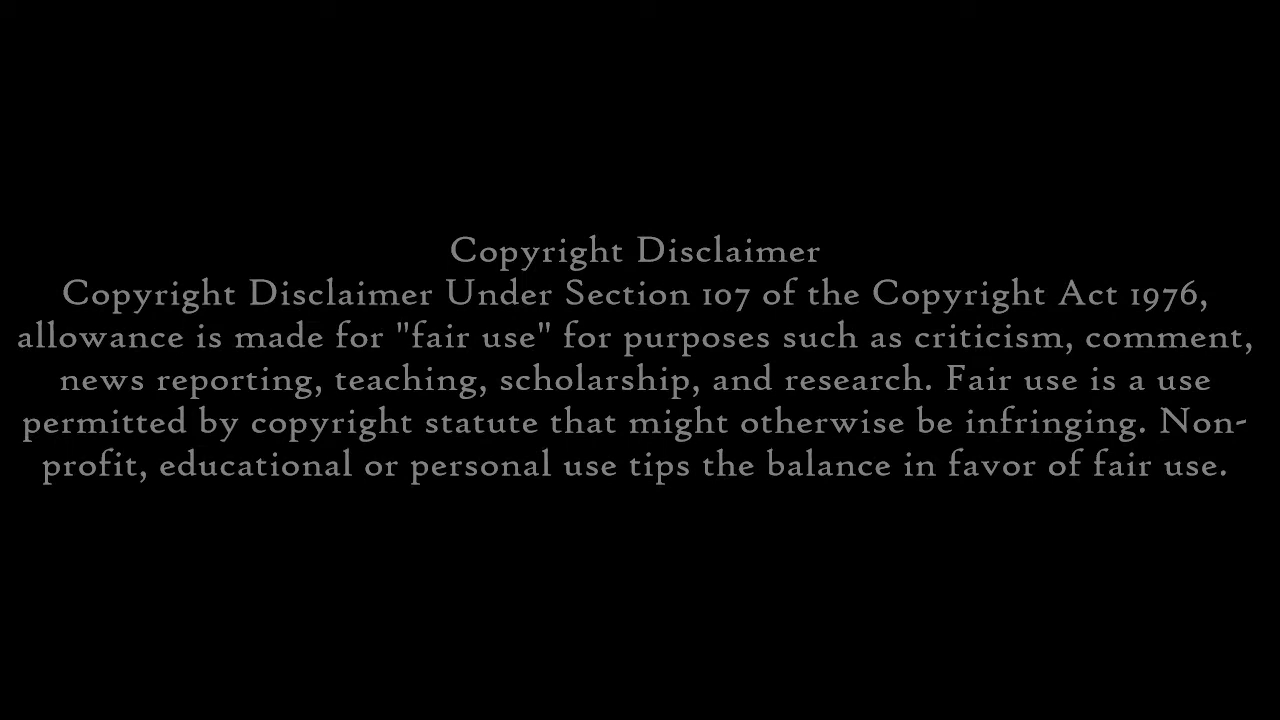 Copyright Disclaimer
Copyright Disclaimer Under Section 107 of the Copyright Act 1976,
allowance is made for "fair use" for purposes such as criticism, comment,
news reporting, teaching, scholarship, and research. Fair use is a use
permitted by copyright statute that might otherwise be infringing. Non-
profit, educational or personal use tips the balance in favor of fair use.